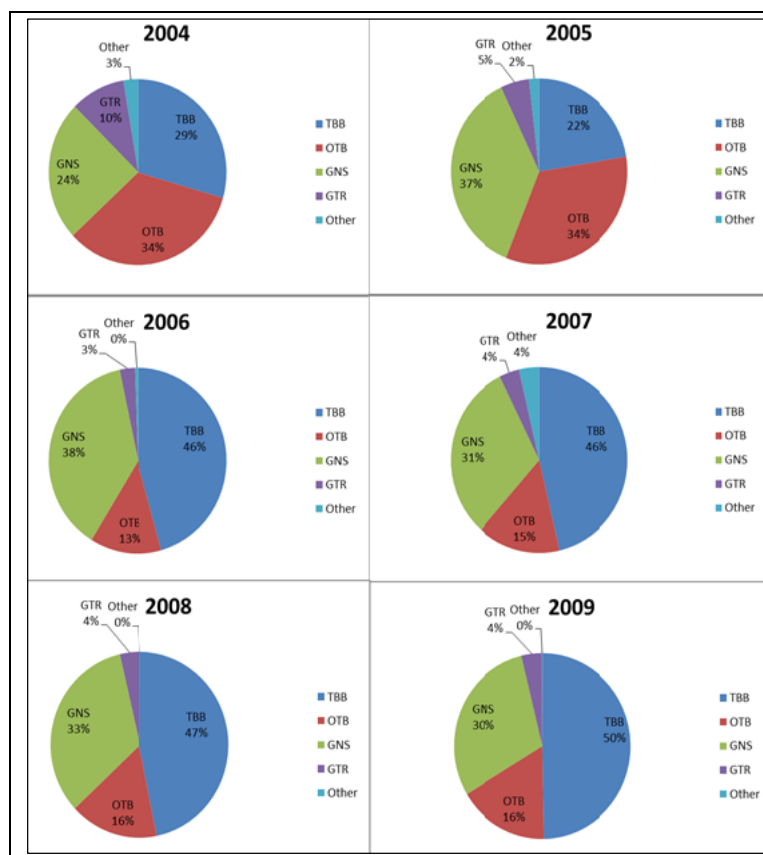 2004
Other
3%
GTR
10%
TBB
29%
GNS
24%
OTB
34%
TBB
OTB
GNS
GTR
Other
2005
GTR
5%
Other
2%
TBB
22%
GNS
37%
OTB
34%
TBB
OTB
GNS
GTR
Other
2006
GTR
3%
Other
0%
TBB
46%
GNS
38%
OTB
13%
TBB
OTB
GNS
GTR
Other
2007
GTR
4%
Other
4%
TBB
46%
GNS
31%
OTB
15%
TBB
OTB
GNS
GTR
Other
2008
GTR
4%
Other
0%
TBB
47%
GNS
33%
OTB
16%
TBB
OTB
GNS
GTR
Other
2009
GTR
4%
Other
0%
TBB
50%
GNS
30%
OTB
16%
TBB
OTB
GNS
GTR
Other